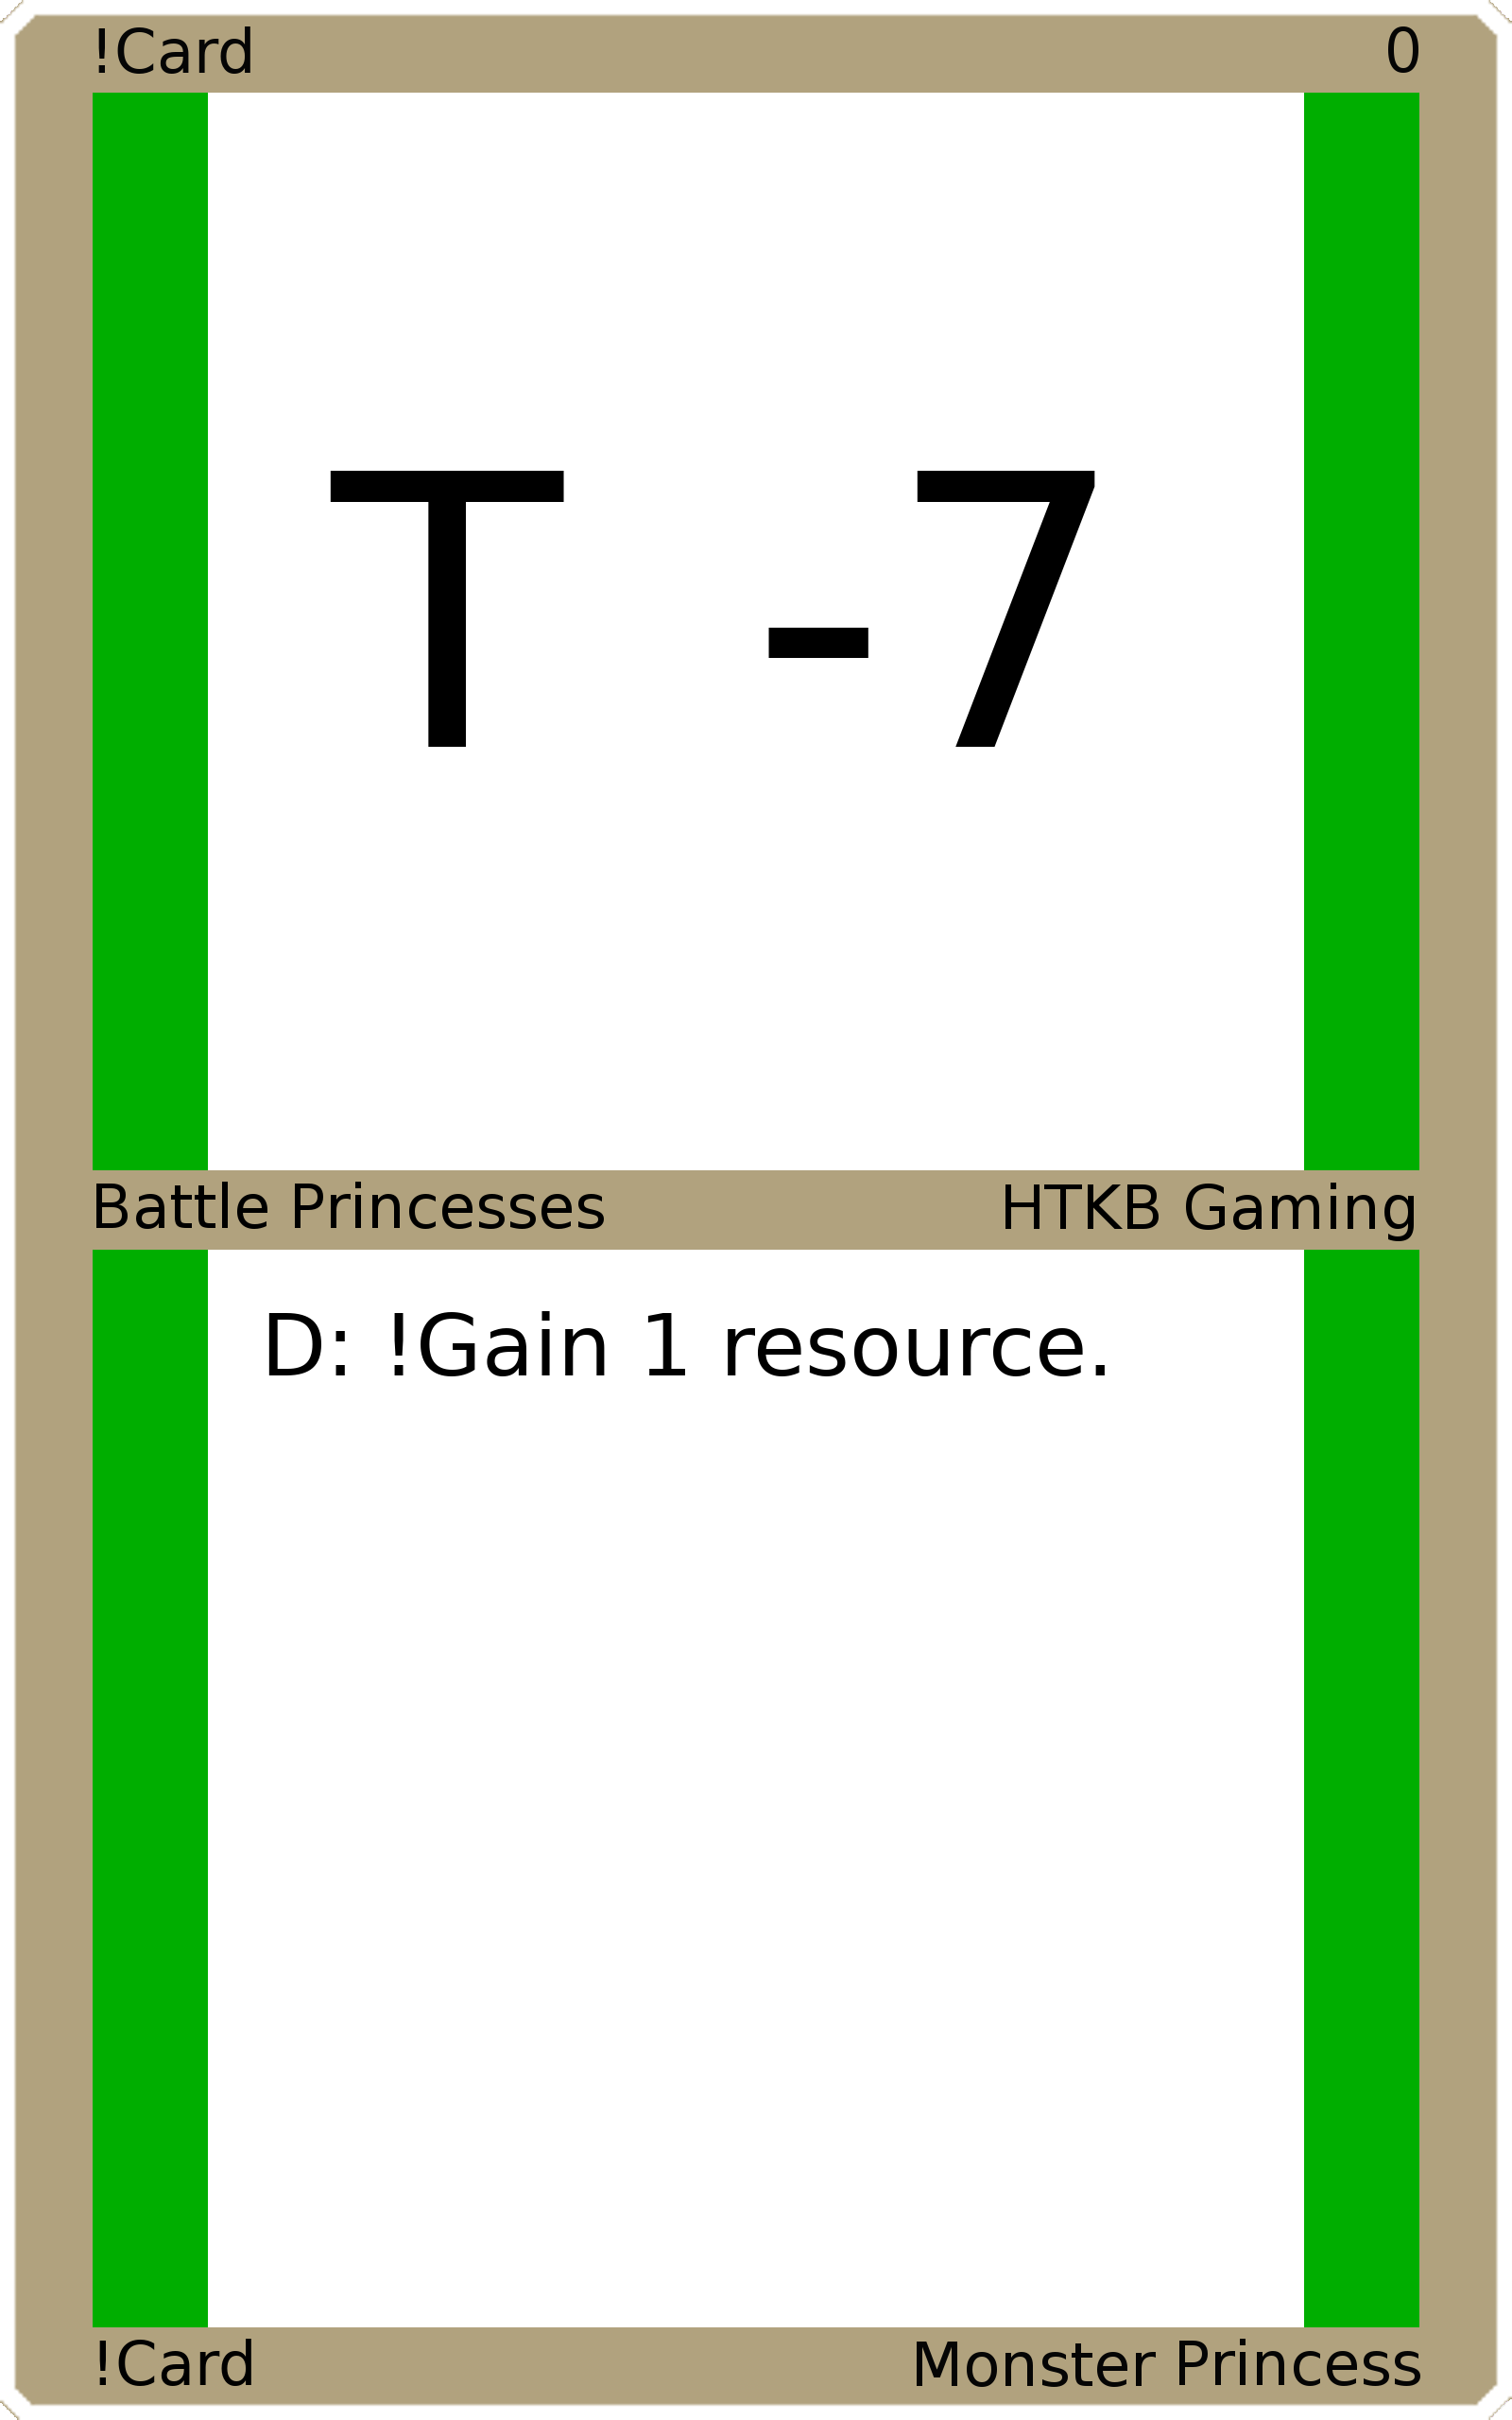 !Card 0
T -7
Battle Princesses HTKB Gaming
D: !Gain 1 resource.
!Card Monster Princess